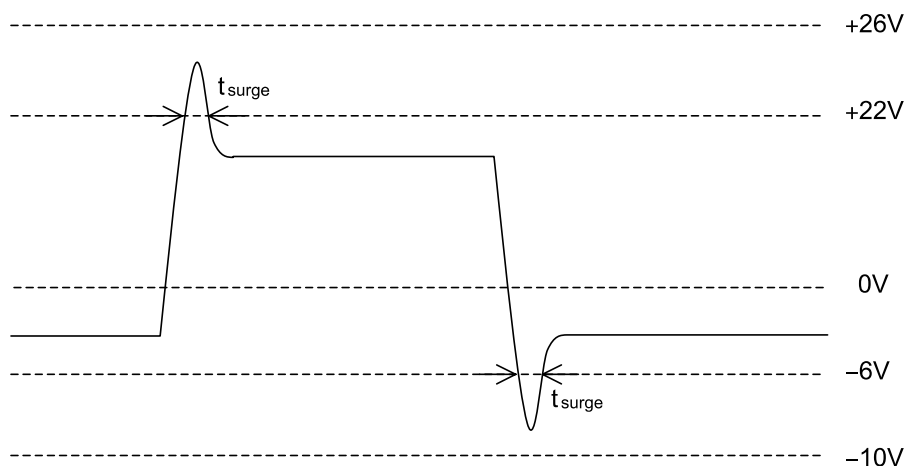 +26V
tsurge
+22V
0V
–6V
tsurge
–10V